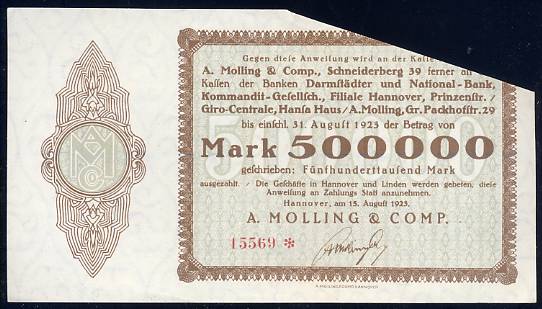 Gegen diese Anweisung wird an der Kasse
A. Molling & Comp., Schneiderberg 39 ferner an
Kassen der Banken Darmstädter und National-Bank,
Kommandit-Gesellsch., Filiale Hannover, Prinzenstr. /
Giro-Centrale, Hansa Haus / A. Molling, Gr. Packhofstr. 29
bis einschl. 31. August 1923 der Betrag von
Mark 500000
geschrieben: Fünfhunderttausend Mark
ausgezahlt. / Die Geschäfte in Hannover und Linden werden gebeten, diese
Anweisung an Zahlungs Statt anzunehmen.
Hannover, am 15. August 1923.
A. MOLLING & COMP.
15569 *